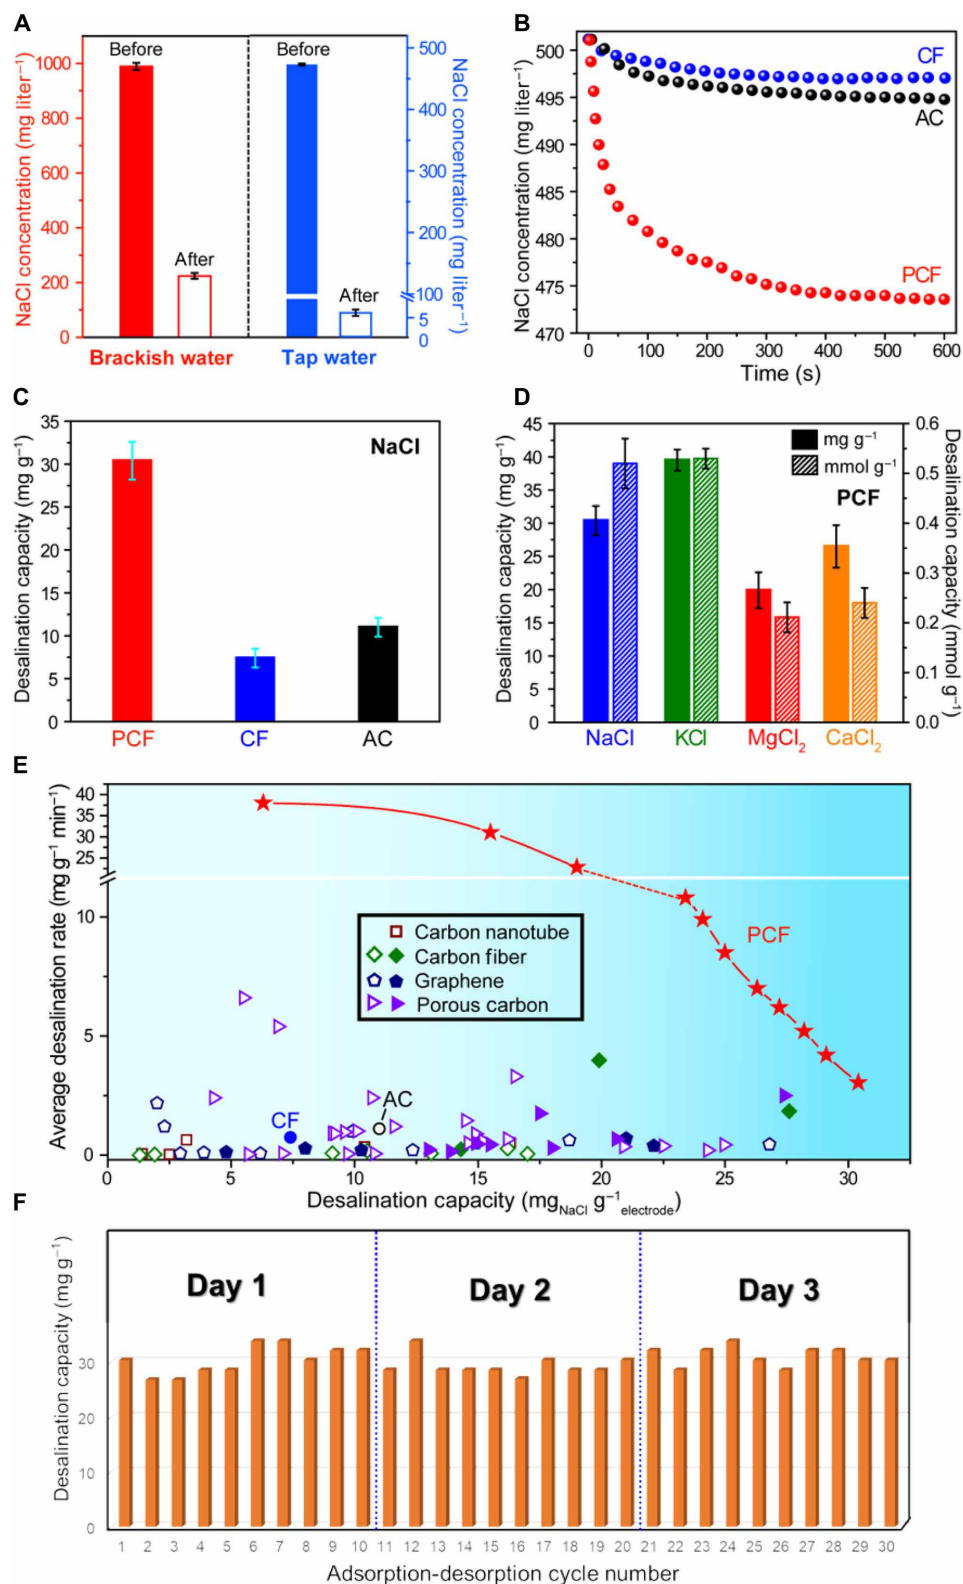 A
NaCl concentration (mg liter⁻¹)
1000
800
600
400
200
0
Before
After
Before
After
500
400
300
200
100
5
0
NaCl concentration (mg liter⁻¹)
Brackish water
Tap water
B
NaCl concentration (mg liter⁻¹)
500
495
490
485
480
475
470
CF
AC
PCF
0 100 200 300 400 500 600
Time (s)
C
Desalination capacity (mg g⁻¹)
35
30
25
20
15
10
5
0
NaCl
PCF CF AC
D
Desalination capacity (mg g⁻¹)
45
40
35
30
25
20
15
10
5
0
mg g⁻¹
mmol g⁻¹
PCF
0.6
0.5
0.4
0.3
0.2
0.1
0.0
Desalination capacity (mmol g⁻¹)
NaCl KCl MgCl₂ CaCl₂
E
Average desalination rate (mg g⁻¹ min⁻¹)
40
35
30
25
10
5
0
PCF
Carbon nanotube
Carbon fiber
Graphene
Porous carbon
CF
AC
0 5 10 15 20 25 30
Desalination capacity (mg NaCl g⁻¹ electrode)
F
Desalination capacity (mg g⁻¹)
30
20
10
0
Day 1 Day 2 Day 3
1 2 3 4 5 6 7 8 9 10 11 12 13 14 15 16 17 18 19 20 21 22 23 24 25 26 27 28 29 30
Adsorption-desorption cycle number